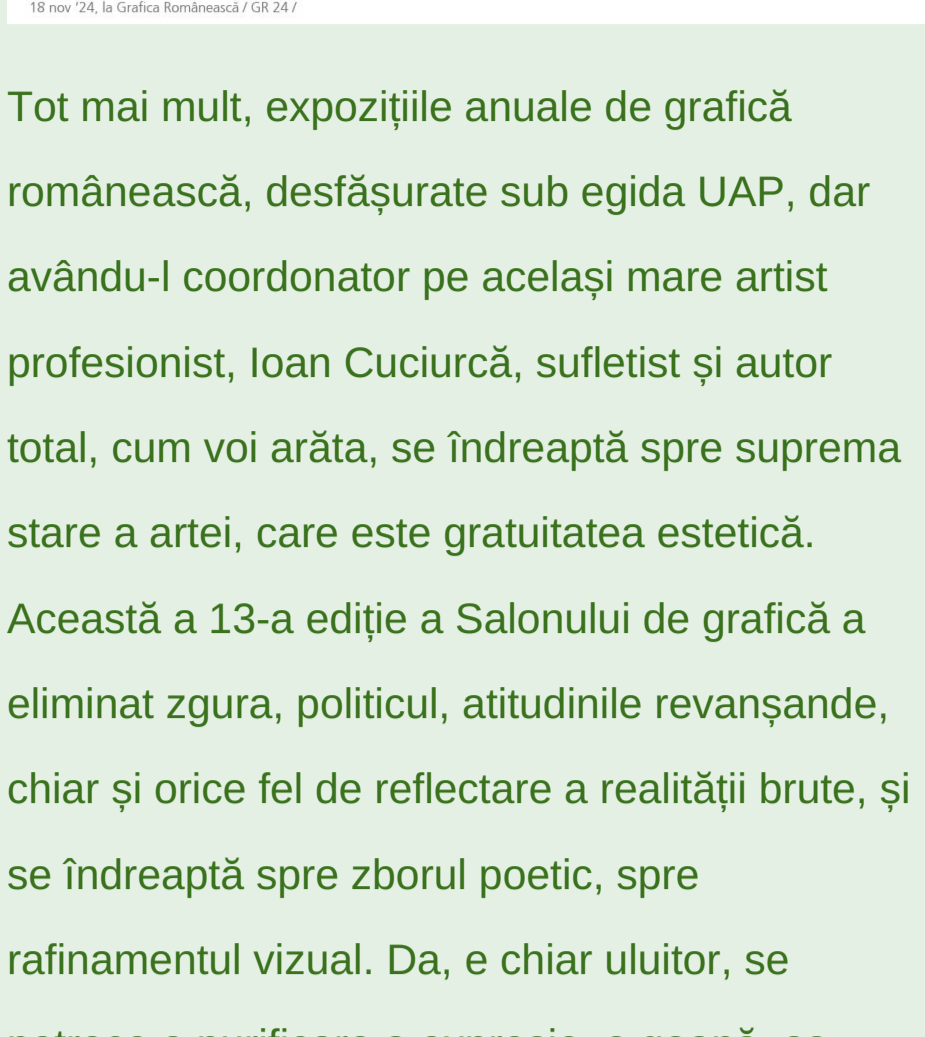 18 nov '24, la Grafica Românească / GR 24 /
Tot mai mult, expozițiile anuale de grafică
românească, desfășurate sub egida UAP, dar
avându-l coordonator pe același mare artist
profesionist, Ioan Cuciurcă, sufletist și autor
total, cum voi arăta, se îndreaptă spre suprema
stare a artei, care este gratuitatea estetică.
Această a 13-a ediție a Salonului de grafică a
eliminat zgura, politicul, atitudinile revanșande,
chiar și orice fel de reflectare a realității brute, și
se îndreaptă spre zborul poetic, spre
rafinamentul vizual. Da, e chiar uluitor, se